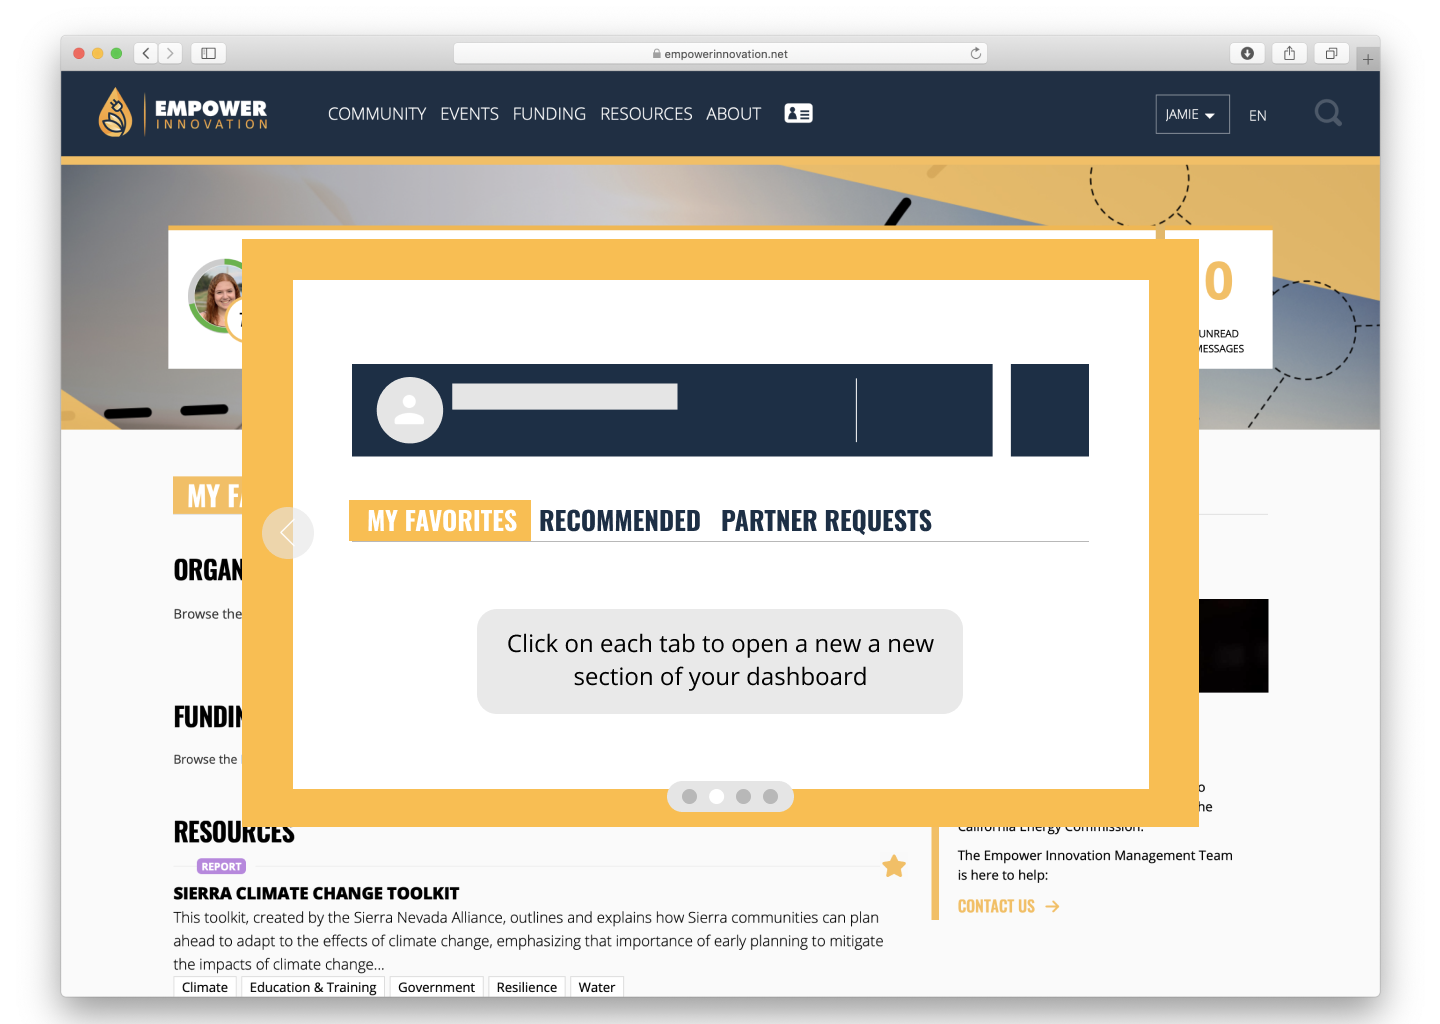 empowerinnovation.net
EMPOWER
INNOVATION
COMMUNITY EVENTS FUNDING RESOURCES ABOUT
JAMIE
EN
0
UNREAD
MESSAGES
MY FA
MY FAVORITES RECOMMENDED PARTNER REQUESTS
ORGAN
Browse the
Click on each tab to open a new a new
section of your dashboard
FUNDIN
Browse the
RESOURCES
REPORT
SIERRA CLIMATE CHANGE TOOLKIT
This toolkit, created by the Sierra Nevada Alliance, outlines and explains how Sierra communities can plan
ahead to adapt to the effects of climate change, emphasizing that importance of early planning to mitigate
the impacts of climate change...
Climate Education & Training Government Resilience Water
California Energy Commission.
The Empower Innovation Management Team
is here to help:
CONTACT US